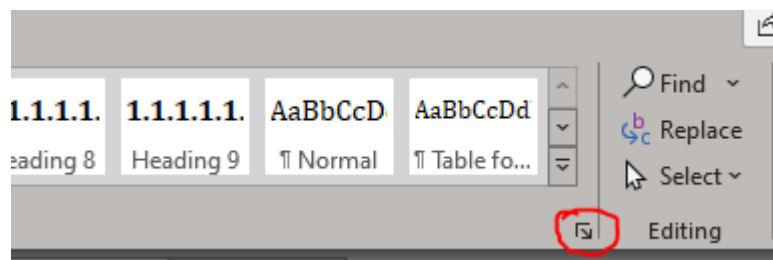 1.1.1.1. 1.1.1.1.1. AaBbCcD AaBbCcDd
eading 8 Heading 9 ¶ Normal ¶ Table fo...
Find
Replace
Select
Editing